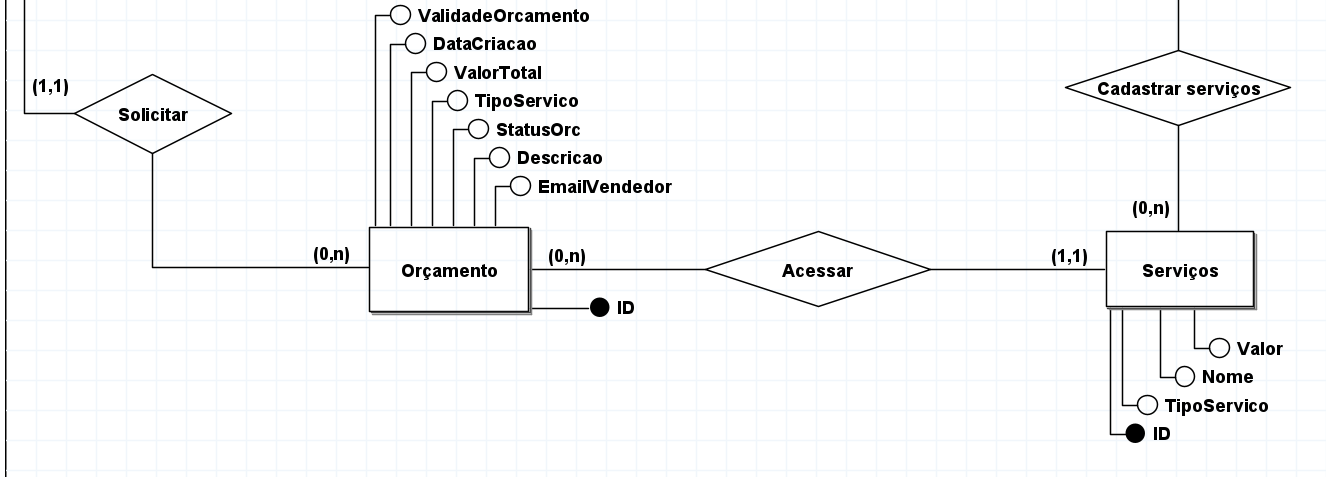 ValidadeOrcamento
DataCriacao
ValorTotal
TipoServico
StatusOrc
Descricao
EmailVendedor
(1,1)
Solicitar
Cadastrar serviços
(0,n)
(0,n)
Orçamento
(0,n)
Acessar
(1,1)
Serviços
ID
Valor
Nome
TipoServico
ID